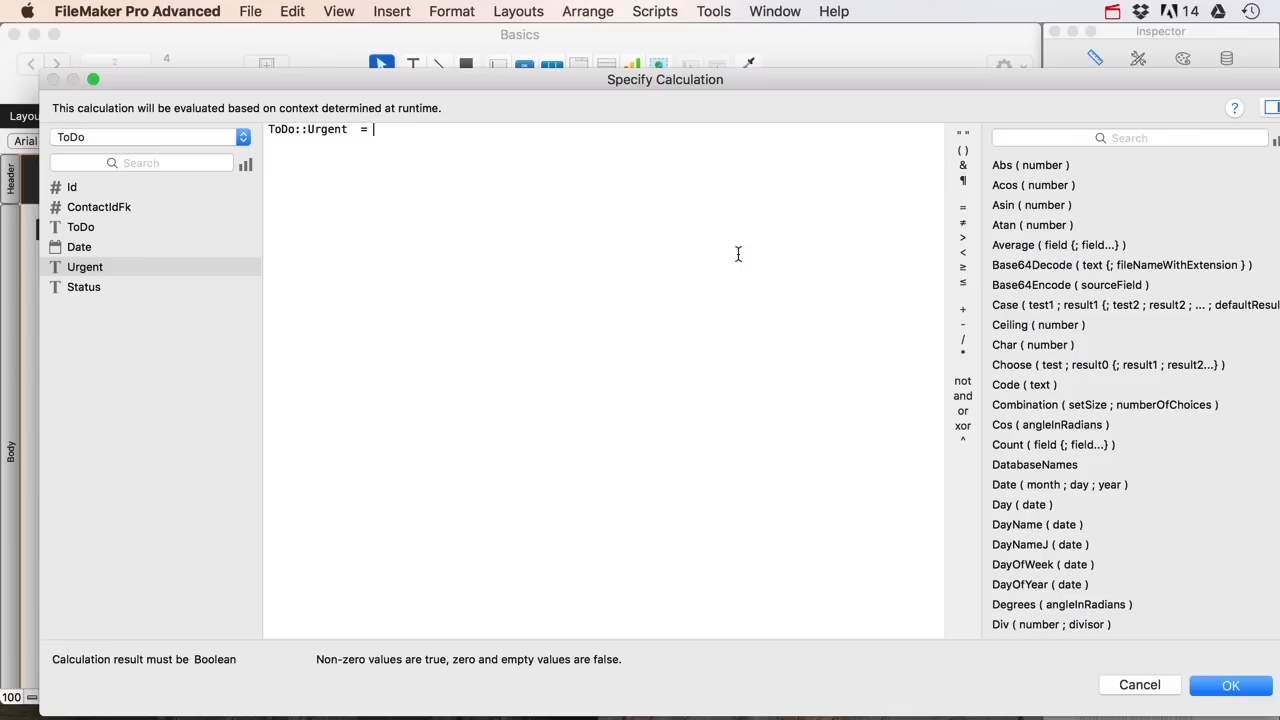 FileMaker Pro Advanced File Edit View Insert Format Layouts Arrange Scripts Tools Window Help 14
Basics
Inspector
2 4
Specify Calculation
This calculation will be evaluated based on context determined at runtime.
?
Layou
Arial
Header
Body
100
ToDo
Search
# Id
# ContactIdFk
T ToDo
Date
T Urgent
T Status
ToDo::Urgent =
" "
( )
&
¶
=
≠
>
<
≥
≤
+
-
/
*
not
and
or
xor
^
Search
Abs ( number )
Acos ( number )
Asin ( number )
Atan ( number )
Average ( field {; field...} )
Base64Decode ( text {; fileNameWithExtension } )
Base64Encode ( sourceField )
Case ( test1 ; result1 {; test2 ; result2 ; ... ; defaultResul
Ceiling ( number )
Char ( number )
Choose ( test ; result0 {; result1 ; result2...} )
Code ( text )
Combination ( setSize ; numberOfChoices )
Cos ( angleInRadians )
Count ( field {; field...} )
DatabaseNames
Date ( month ; day ; year )
Day ( date )
DayName ( date )
DayNameJ ( date )
DayOfWeek ( date )
DayOfYear ( date )
Degrees ( angleInRadians )
Div ( number ; divisor )
Calculation result must be Boolean
Non-zero values are true, zero and empty values are false.
Cancel
OK